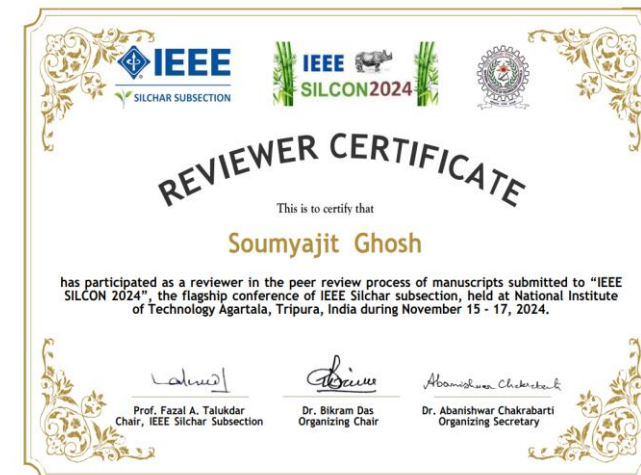 IEEE
SILCHAR SUBSECTION
IEEE
SILCON2024
REVIEWER CERTIFICATE
This is to certify that
Soumyajit Ghosh
has participated as a reviewer in the peer review process of manuscripts submitted to “IEEE
SILCON 2024”, the flagship conference of IEEE Silchar subsection, held at National Institute
of Technology Agartala, Tripura, India during November 15 - 17, 2024.
Abanishwar Chakrabarti
Prof. Fazal A. Talukdar
Chair, IEEE Silchar Subsection
Dr. Bikram Das
Organizing Chair
Dr. Abanishwar Chakrabarti
Organizing Secretary